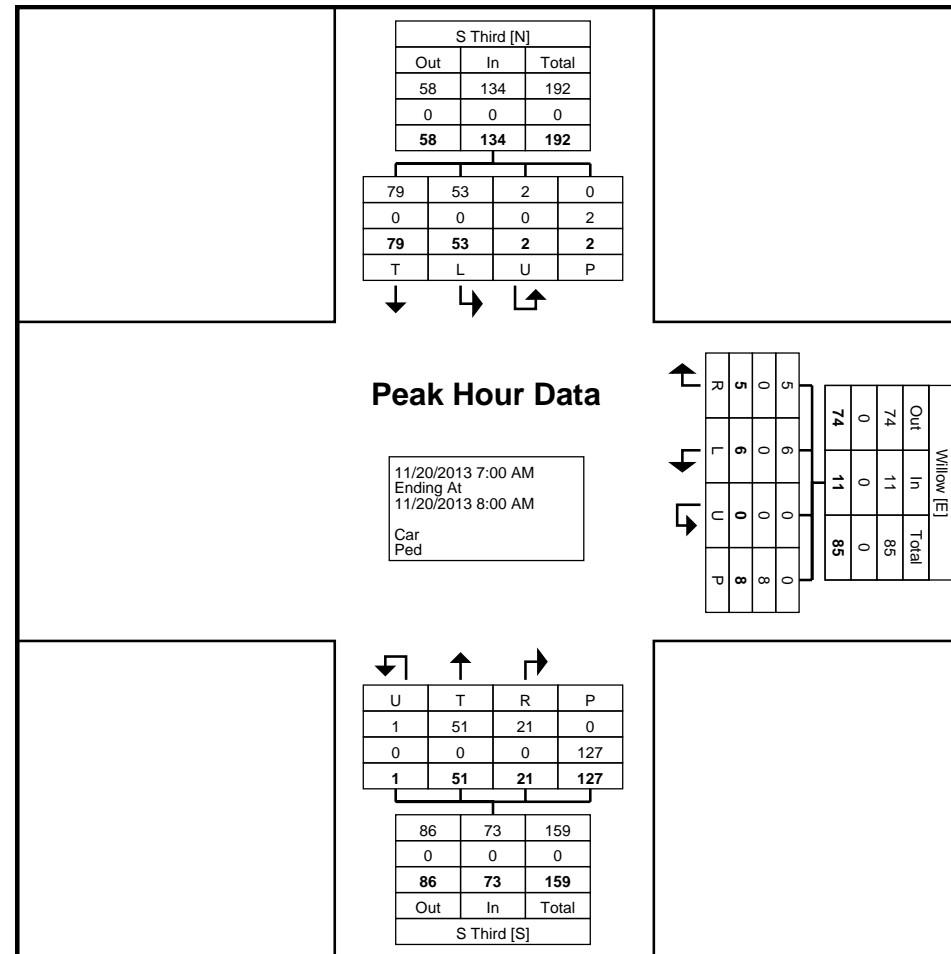 S Third [N]
Out In Total
58 134 192
0 0 0
58 134 192
79 53 2 0
0 0 0 2
79 53 2 2
T L U P
Peak Hour Data
11/20/2013 7:00 AM
Ending At
11/20/2013 8:00 AM
Car
Ped
Willow [E]
Out In Total
74 11 85
0 0 0
74 11 85
5 6 0 0
0 0 0 8
5 6 0 8
R L U P
U T R P
1 51 21 0
0 0 0 127
1 51 21 127
86 73 159
0 0 0
86 73 159
Out In Total
S Third [S]